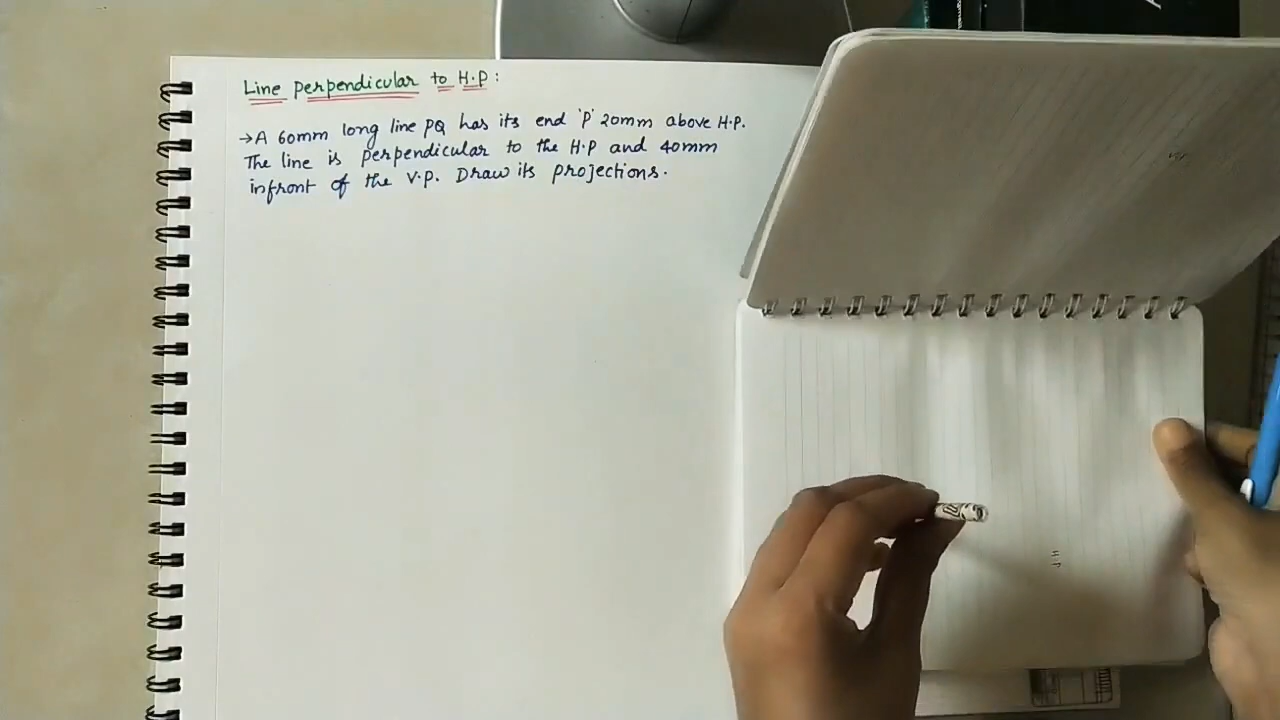 Line perpendicular to H.P :
→A 60mm long line PQ has its end 'P' 20mm above H.P.
The line is perpendicular to the H.P and 40mm
infront of the V.P. Draw its projections.
H.P